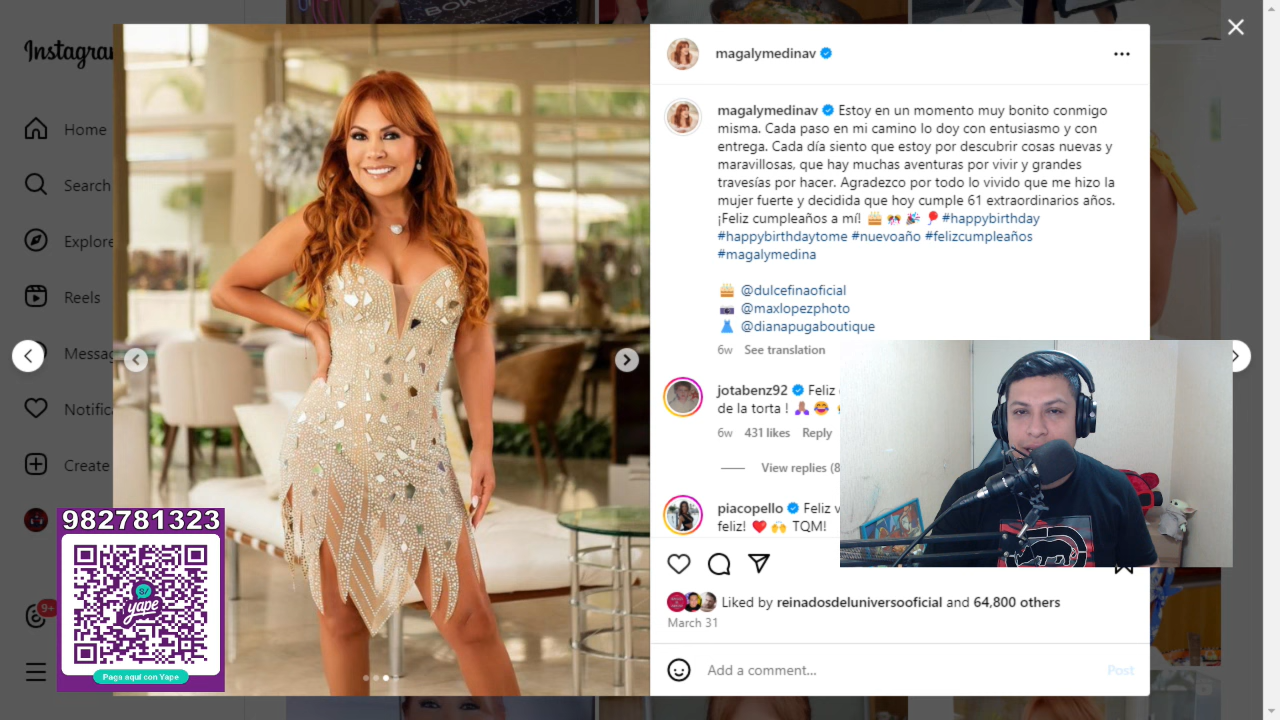 BOKE
Instagram
Home
Search
Explore
Reels
Messag
Notific
Create
9+
982781323
S/
yape
Paga aquí con Yape
magalymedinav
magalymedinav Estoy en un momento muy bonito conmigo
misma. Cada paso en mi camino lo doy con entusiasmo y con
entrega. Cada día siento que estoy por descubrir cosas nuevas y
maravillosas, que hay muchas aventuras por vivir y grandes
travesías por hacer. Agradezco por todo lo vivido que me hizo la
mujer fuerte y decidida que hoy cumple 61 extraordinarios años.
¡Feliz cumpleaños a mí! 🎂 🎊 🎉 🎈 #happybirthday
#happybirthdaytome #nuevoaño #felizcumpleaños
#magalymedina
🎂 @dulcefinaoficial
📷 @maxlopezphoto
👗 @dianapugaboutique
6w See translation
jotabenz92 Feliz
de la torta ! 🙏 😂
6w 431 likes Reply
View replies (8
piacopello Feliz v
feliz! ❤️ 🙌 TQM!
Liked by reinadosdeluniversooficial and 64,800 others
March 31
Add a comment...
Post